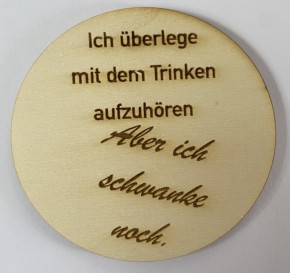 Ich überlege
mit dem Trinken
aufzuhören
Aber ich
schwanke
noch.